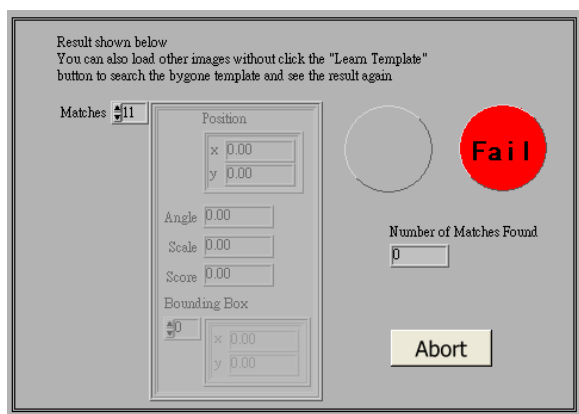 Result shown below
You can also load other images without click the "Learn Template"
button to search the bygone template and see the result again
Matches 11
Position
x 0.00
y 0.00
Angle 0.00
Scale 0.00
Score 0.00
Bounding Box
0
x 0.00
y 0.00
Fail
Number of Matches Found
0
Abort